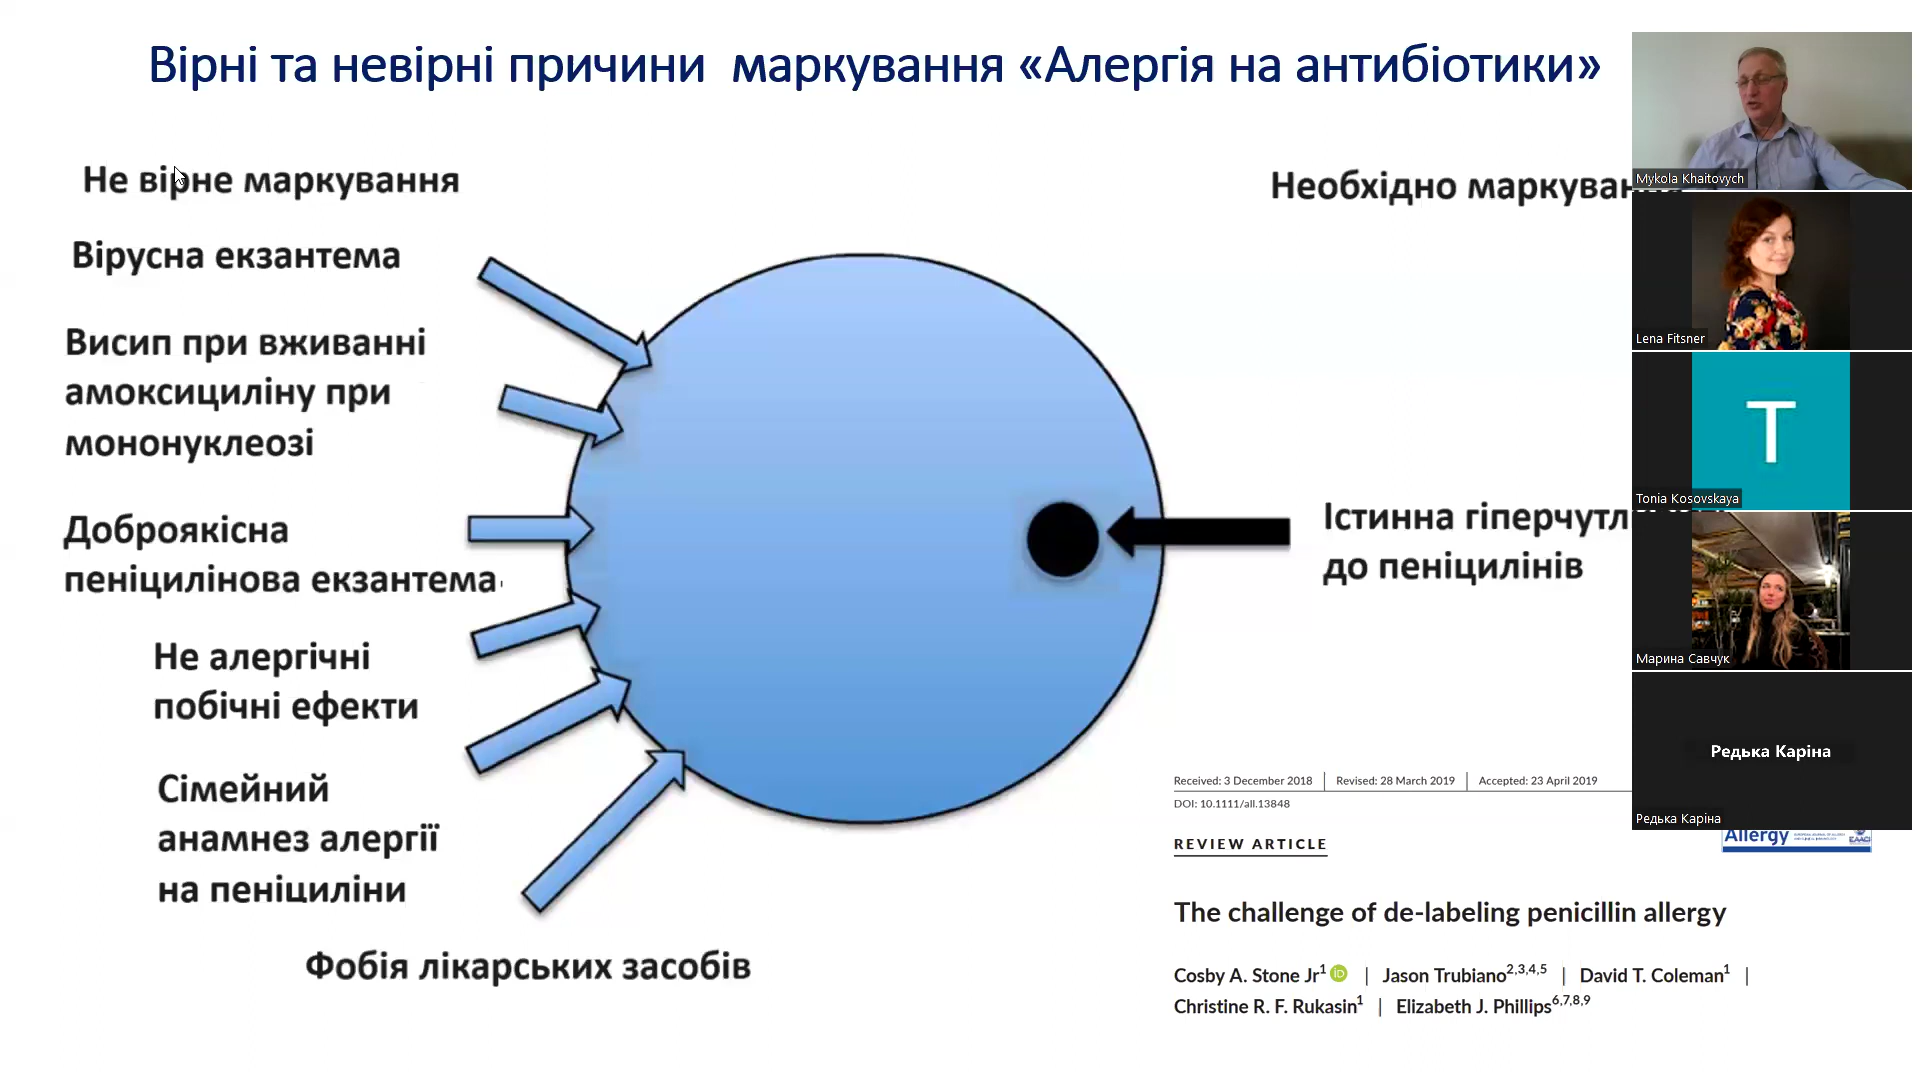 Вірні та невірні причини маркування «Алергія на антибіотики»
Не вірне маркування
Вірусна екзантема
Висип при вживанні
амоксициліну при
мононуклеозі
Доброякісна
пеніцилінова екзантема
Не алергічні
побічні ефекти
Сімейний
анамнез алергії
на пеніциліни
Фобія лікарських засобів
Необхідно
Істинна
до пеніцилінів
Received: 3 December 2018 | Revised: 28 March 2019 | Accepted: 23 April 2019
DOI: 10.1111/all.13848
REVIEW ARTICLE
Allergy
EAACI
The challenge of de-labeling penicillin allergy
Cosby A. Stone Jr1 iD | Jason Trubiano2,3,4,5 | David T. Coleman1 |
Christine R. F. Rukasin1 | Elizabeth J. Phillips6,7,8,9
Mykola Khaitovych
Lena Fitsner
T
Tonia Kosovskaya
Марина Савчук
Редька Каріна
Редька Каріна